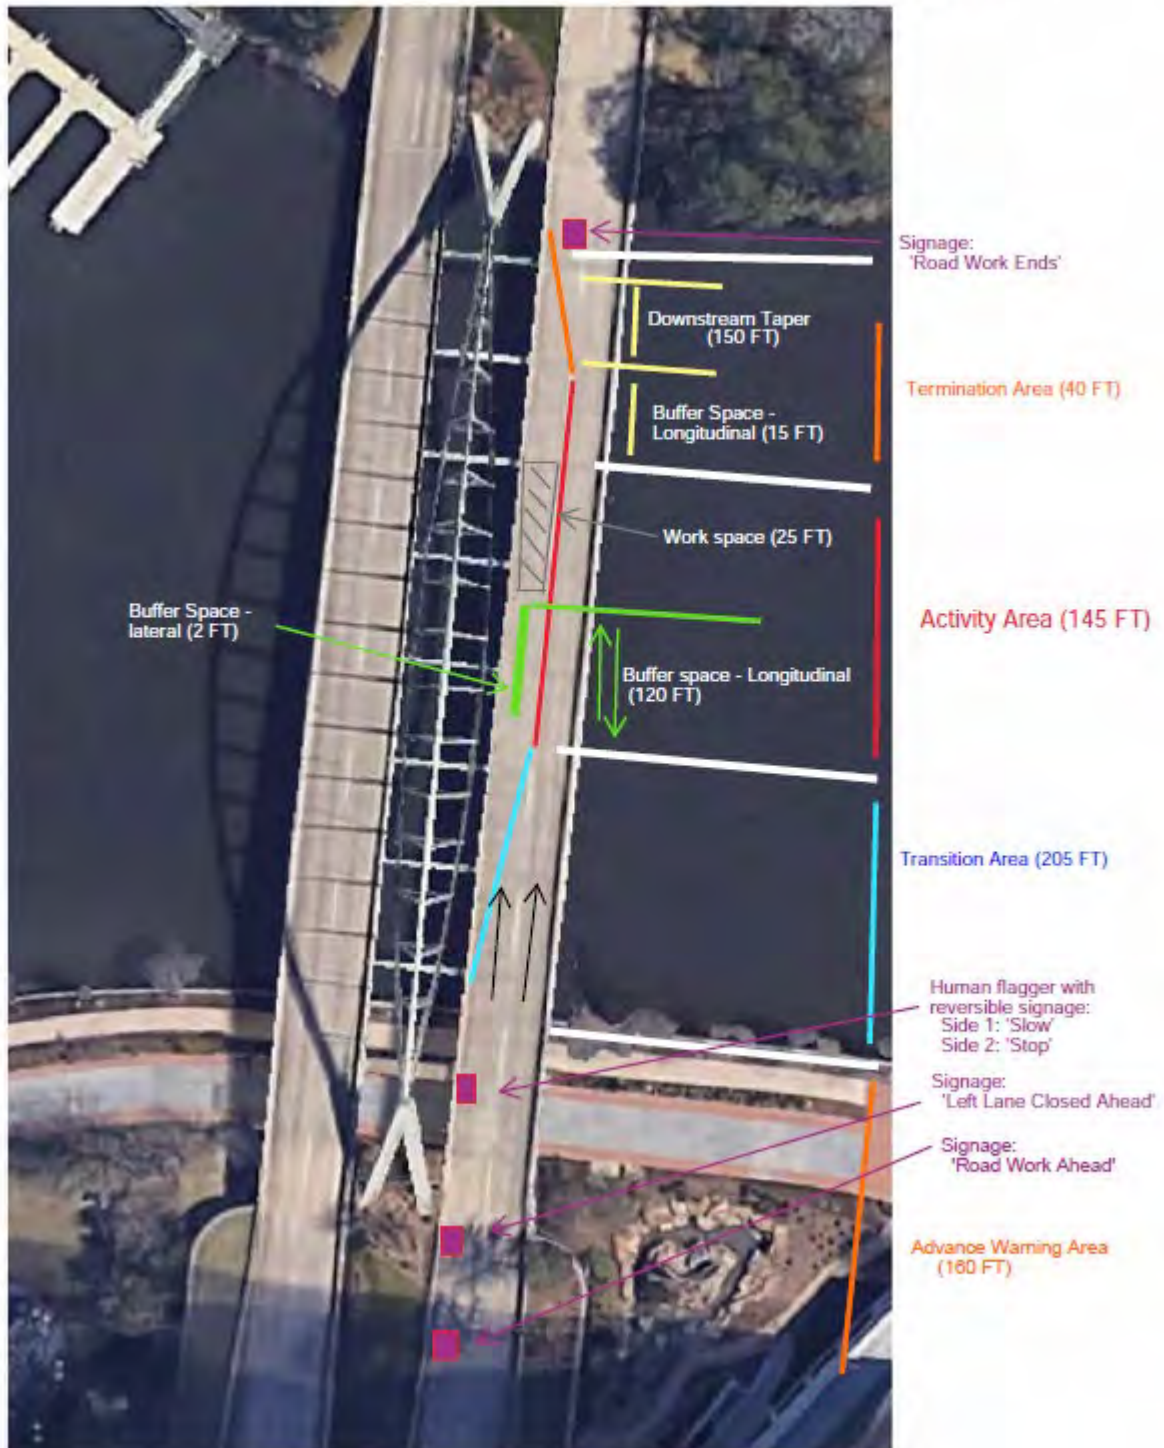 Signage:
'Road Work Ends'
Downstream Taper
(150 FT)
Termination Area (40 FT)
Buffer Space -
Longitudinal (15 FT)
Work space (25 FT)
Buffer Space -
lateral (2 FT)
Activity Area (145 FT)
Buffer space - Longitudinal
(120 FT)
Transition Area (205 FT)
Human flagger with
reversible signage:
Side 1: 'Slow'
Side 2: 'Stop'
Signage:
'Left Lane Closed Ahead'
Signage:
'Road Work Ahead'
Advance Warning Area
(160 FT)